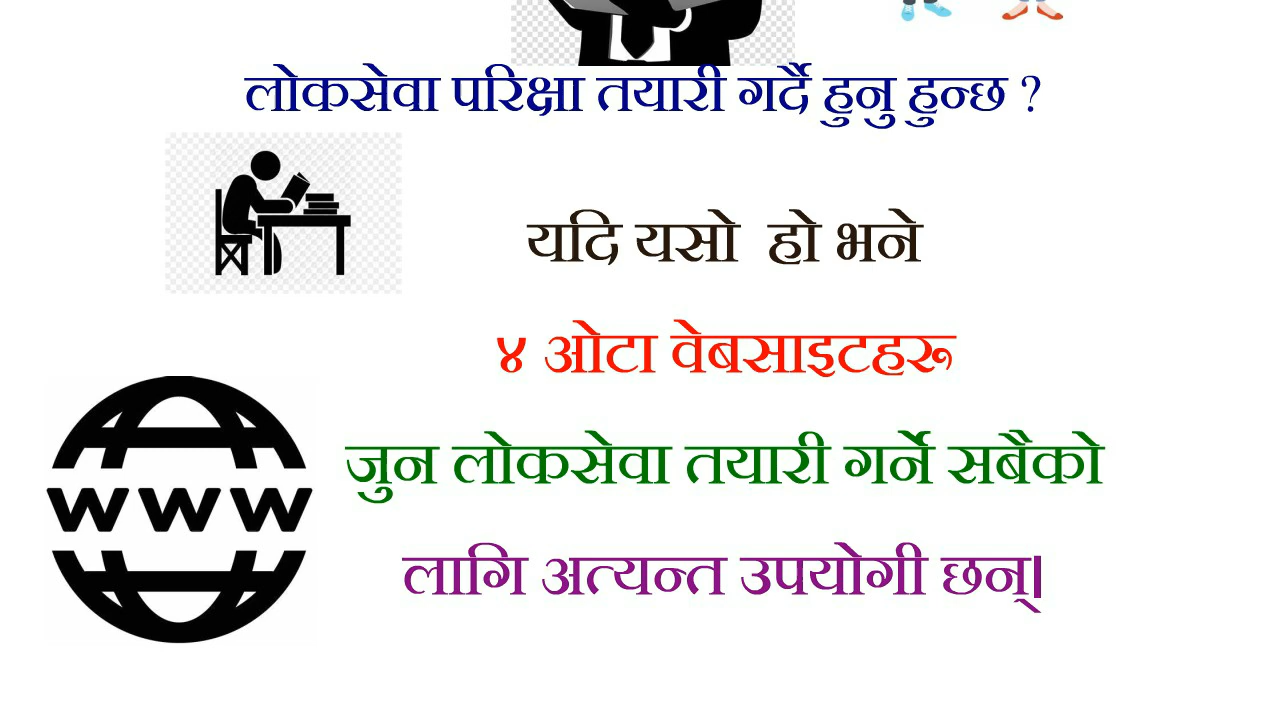 लोकसेवा परिक्षा तयारी गर्दै हुनु हुन्छ ?
यदि यसो हो भने
४ ओटा वेबसाइटहरू
जुन लोकसेवा तयारी गर्ने सबैको
लागि अत्यन्त उपयोगी छन्।
WWW